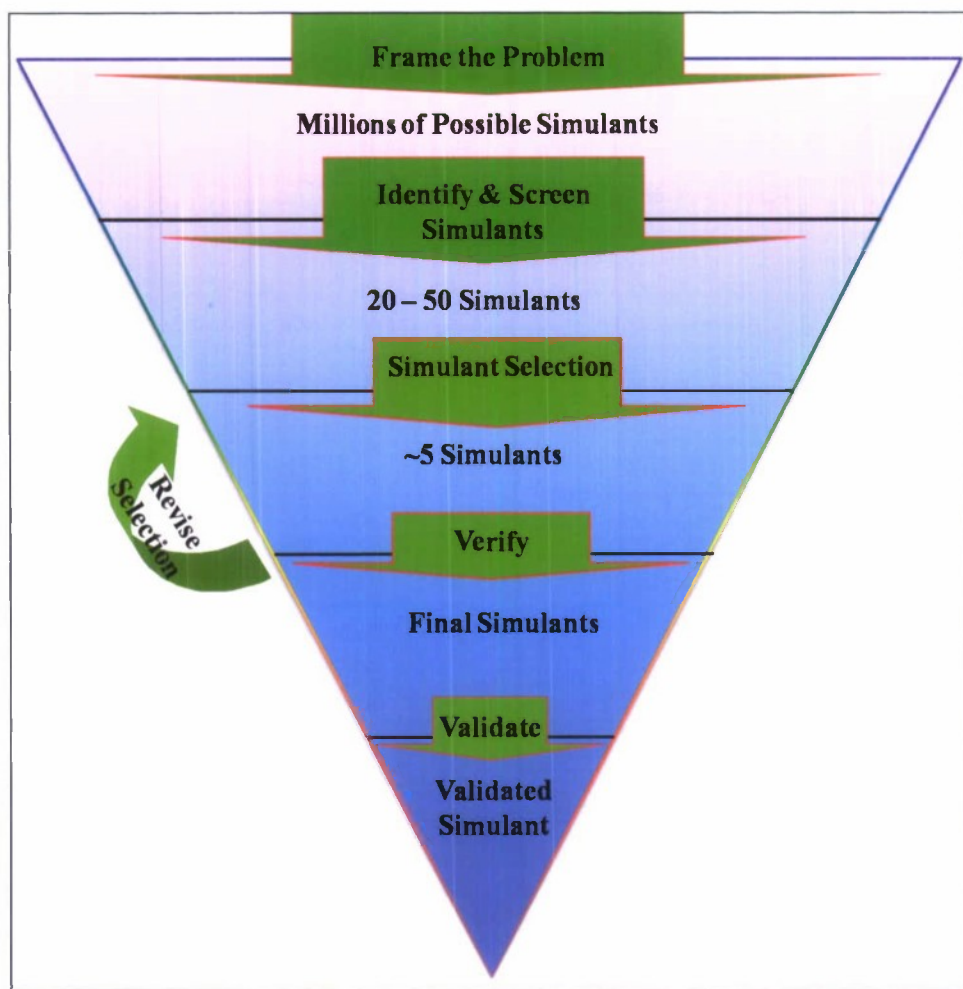 Frame the Problem
Millions of Possible Simulants
Identify & Screen
Simulants
20 – 50 Simulants
Simulant Selection
~5 Simulants
Revise
Selection
Verify
Final Simulants
Validate
Validated
Simulant